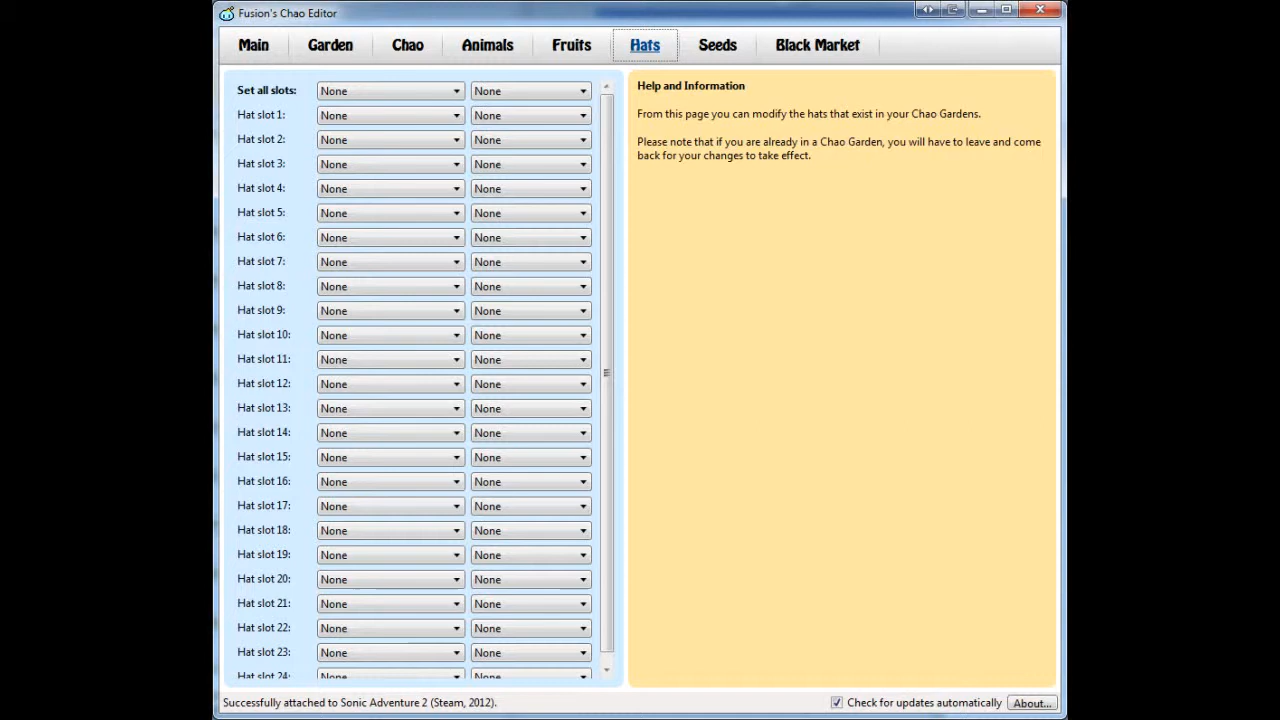 Fusion's Chao Editor
Main Garden Chao Animals Fruits Hats Seeds Black Market
Set all slots: None None
Hat slot 1: None None
Hat slot 2: None None
Hat slot 3: None None
Hat slot 4: None None
Hat slot 5: None None
Hat slot 6: None None
Hat slot 7: None None
Hat slot 8: None None
Hat slot 9: None None
Hat slot 10: None None
Hat slot 11: None None
Hat slot 12: None None
Hat slot 13: None None
Hat slot 14: None None
Hat slot 15: None None
Hat slot 16: None None
Hat slot 17: None None
Hat slot 18: None None
Hat slot 19: None None
Hat slot 20: None None
Hat slot 21: None None
Hat slot 22: None None
Hat slot 23: None None
Hat slot 24: None None
Help and Information
From this page you can modify the hats that exist in your Chao Gardens.
Please note that if you are already in a Chao Garden, you will have to leave and come
back for your changes to take effect.
Successfully attached to Sonic Adventure 2 (Steam, 2012). Check for updates automatically About...